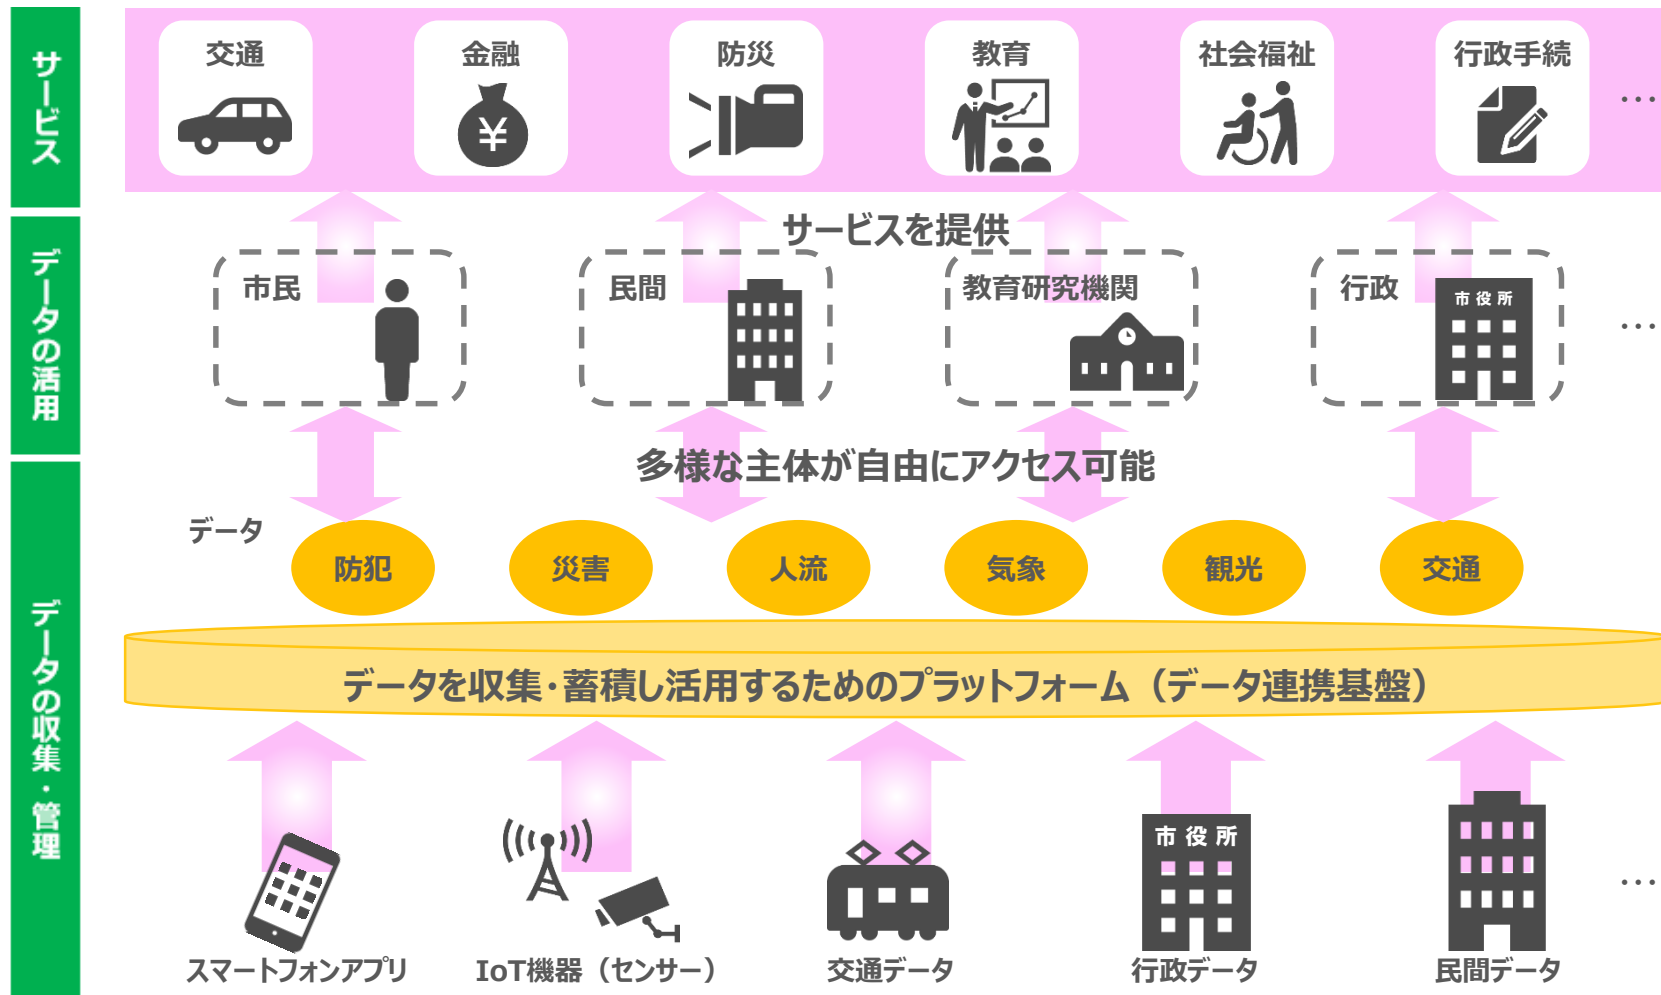 サービス
交通
金融
防災
教育
社会福祉
行政手続
¥
…
サービスを提供
データの活用
市民
民間
教育研究機関
行政
市役所
…
多様な主体が自由にアクセス可能
データの収集・管理
データ
防犯
災害
人流
気象
観光
交通
データを収集・蓄積し活用するためのプラットフォーム（データ連携基盤）
市役所
…
スマートフォンアプリ
IoT機器（センサー）
交通データ
行政データ
民間データ